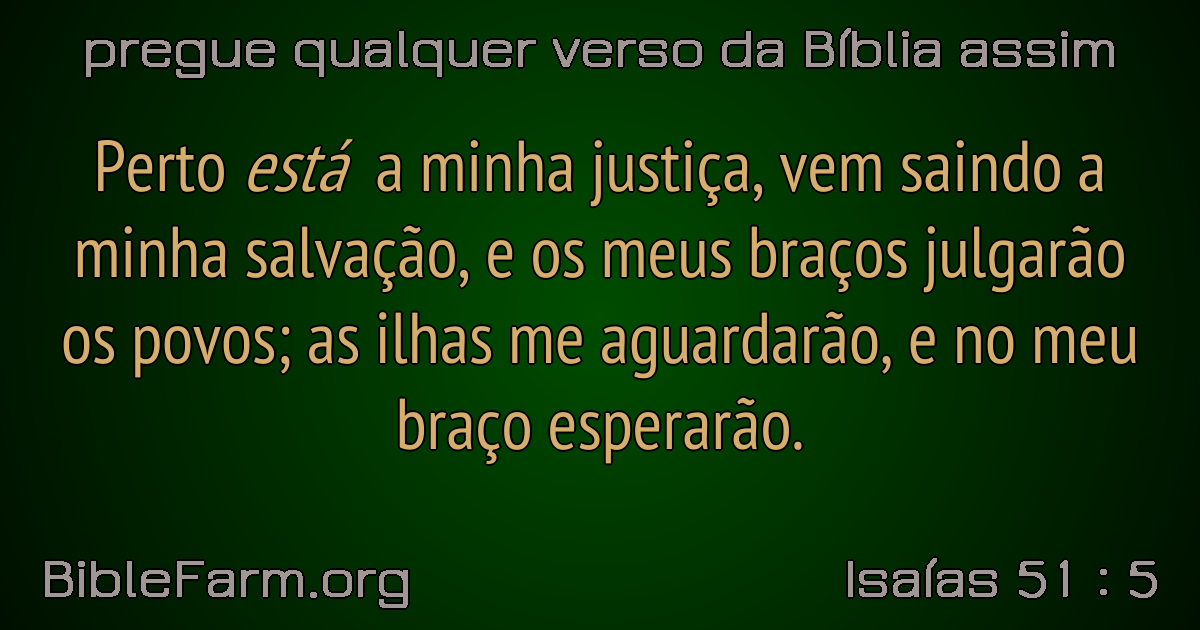 pregue qualquer verso da Bíblia assim
Perto está a minha justiça, vem saindo a
minha salvação, e os meus braços julgarão
os povos; as ilhas me aguardarão, e no meu
braço esperarão.
BibleFarm.org
Isaías 51 : 5